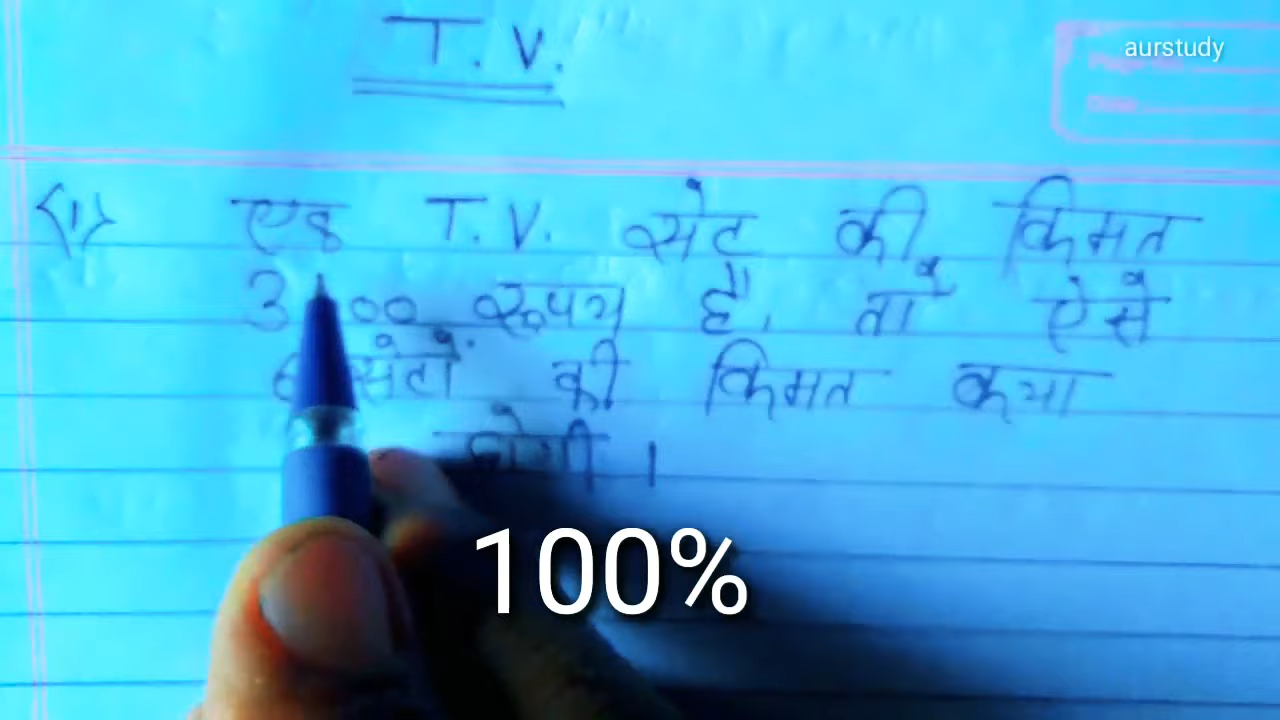 aurstudy
T.V.
<1> एक T.V. सेट की किमत
रूपय है, तो ऐसे
सेटों की किमत क्या
होगी ।
100%